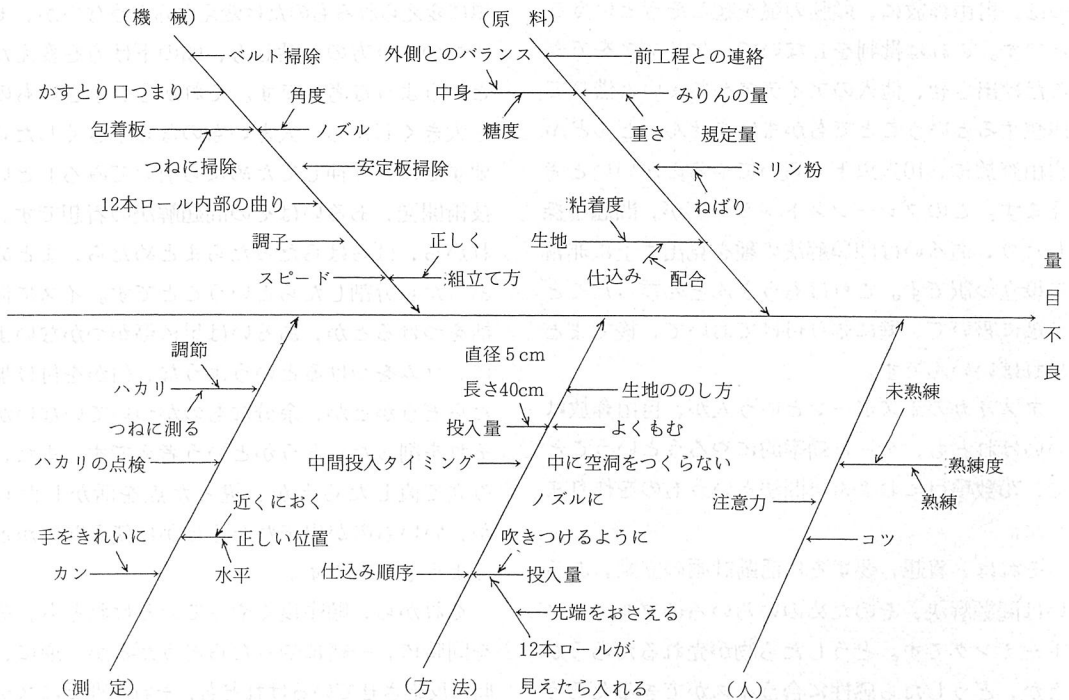 (機械)
ベルト掃除
かすとり口つまり
角度
包着板
ノズル
つねに掃除
安定板掃除
12本ロール内部の曲り
調子
正しく
スピード
組立て方
(原料)
外側とのバランス
前工程との連絡
中身
みりんの量
糖度
重さ
規定量
ミリン粉
粘着度
ねばり
生地
仕込み
配合
量目不良
調節
ハカリ
つねに測る
ハカリの点検
近くにおく
手をきれいに
正しい位置
カン
水平
(測定)
直径5cm
長さ40cm
生地ののし方
投入量
よくもむ
中間投入タイミング
中に空洞をつくらない
ノズルに
吹きつけるように
仕込み順序
投入量
先端をおさえる
12本ロールが
見えたら入れる
(方法)
未熟練
熟練度
注意力
熟練
コツ
(人)